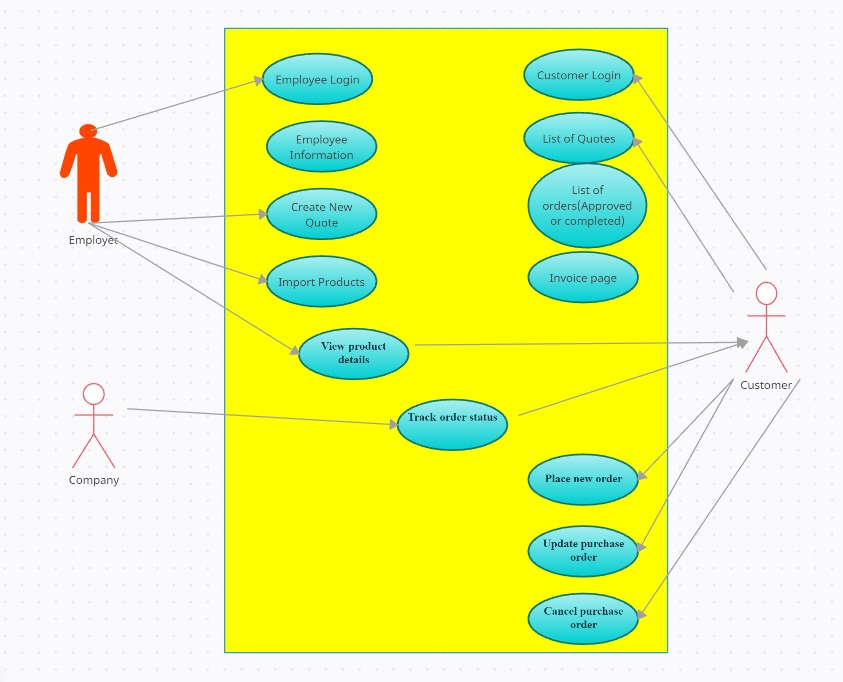 Employee Login
Employee
Information
Create New
Quote
Import Products
View product
details
Track order status
Customer Login
List of Quotes
List of
orders(Approved
or completed)
Invoice page
Place new order
Update purchase
order
Cancel purchase
order
Employee
Company
Customer